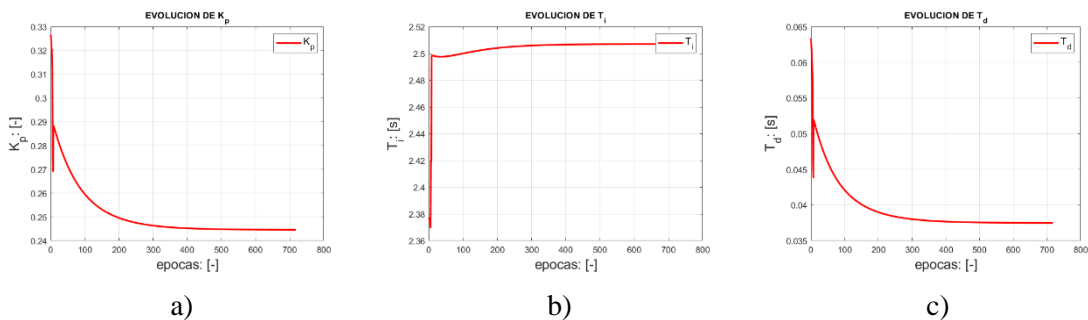 EVOLUCION DE Kp
0.33
0.32
0.31
0.3
0.29
0.28
0.27
0.26
0.25
0.24
Kp: [-]
Kp
0 100 200 300 400 500 600 700 800
epocas: [-]
a)
EVOLUCION DE Ti
2.52
2.5
2.48
2.46
2.44
2.42
2.4
2.38
2.36
Ti: [s]
Ti
0 100 200 300 400 500 600 700 800
epocas: [-]
b)
EVOLUCION DE Td
0.065
0.06
0.055
0.05
0.045
0.04
0.035
Td: [s]
Td
0 100 200 300 400 500 600 700 800
epocas: [-]
c)